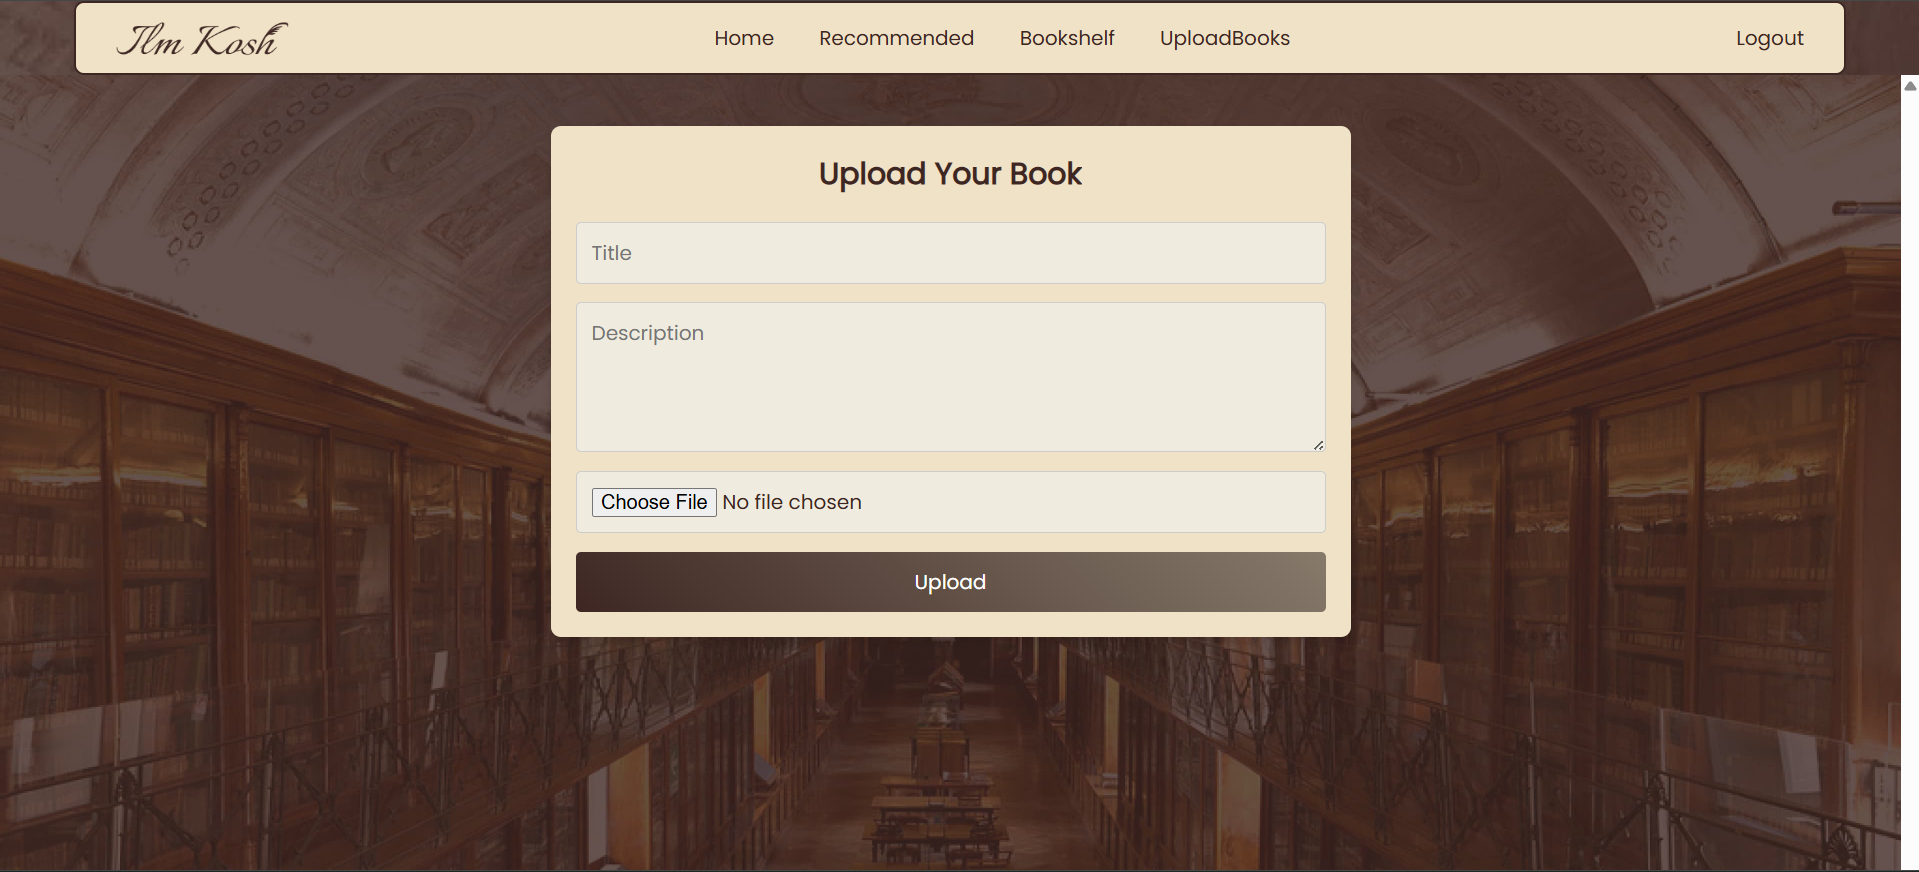 Ilm Kosh
Home Recommended Bookshelf UploadBooks Logout
Upload Your Book
Title
Description
Choose File No file chosen
Upload